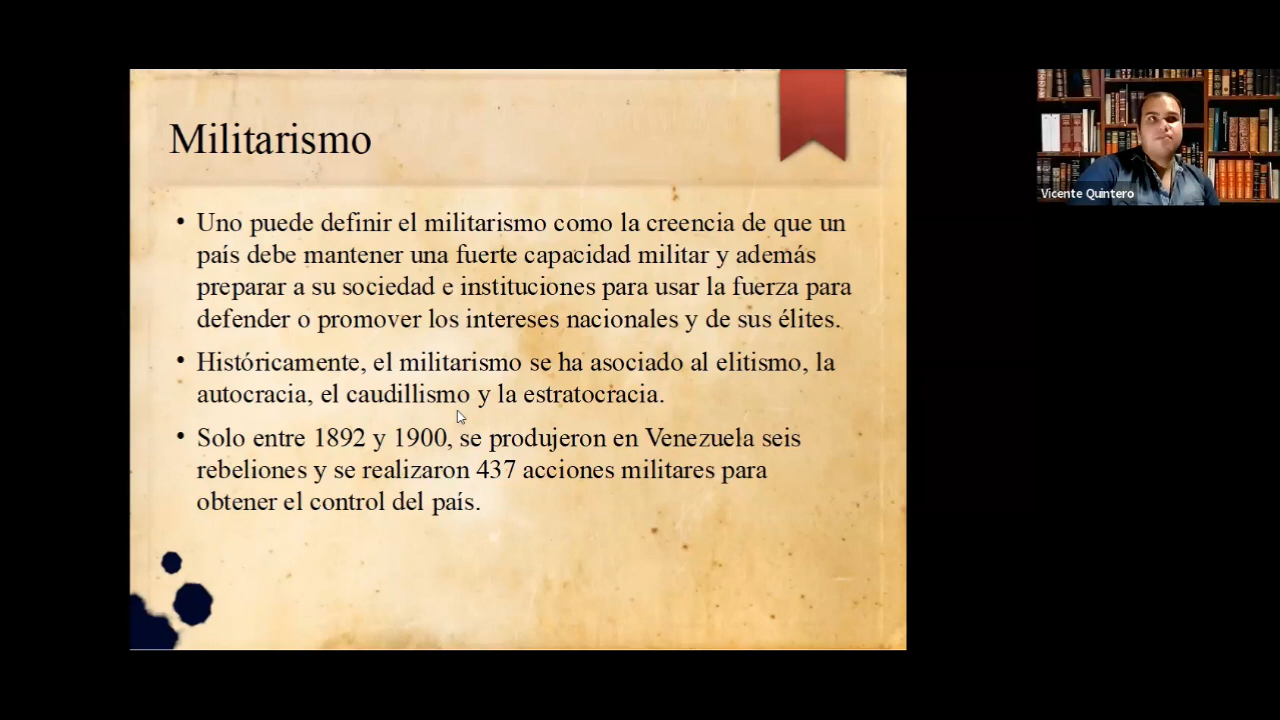 Militarismo
• Uno puede definir el militarismo como la creencia de que un
país debe mantener una fuerte capacidad militar y además
preparar a su sociedad e instituciones para usar la fuerza para
defender o promover los intereses nacionales y de sus élites.
• Históricamente, el militarismo se ha asociado al elitismo, la
autocracia, el caudillismo y la estratocracia.
• Solo entre 1892 y 1900, se produjeron en Venezuela seis
rebeliones y se realizaron 437 acciones militares para
obtener el control del país.
Vicente Quintero